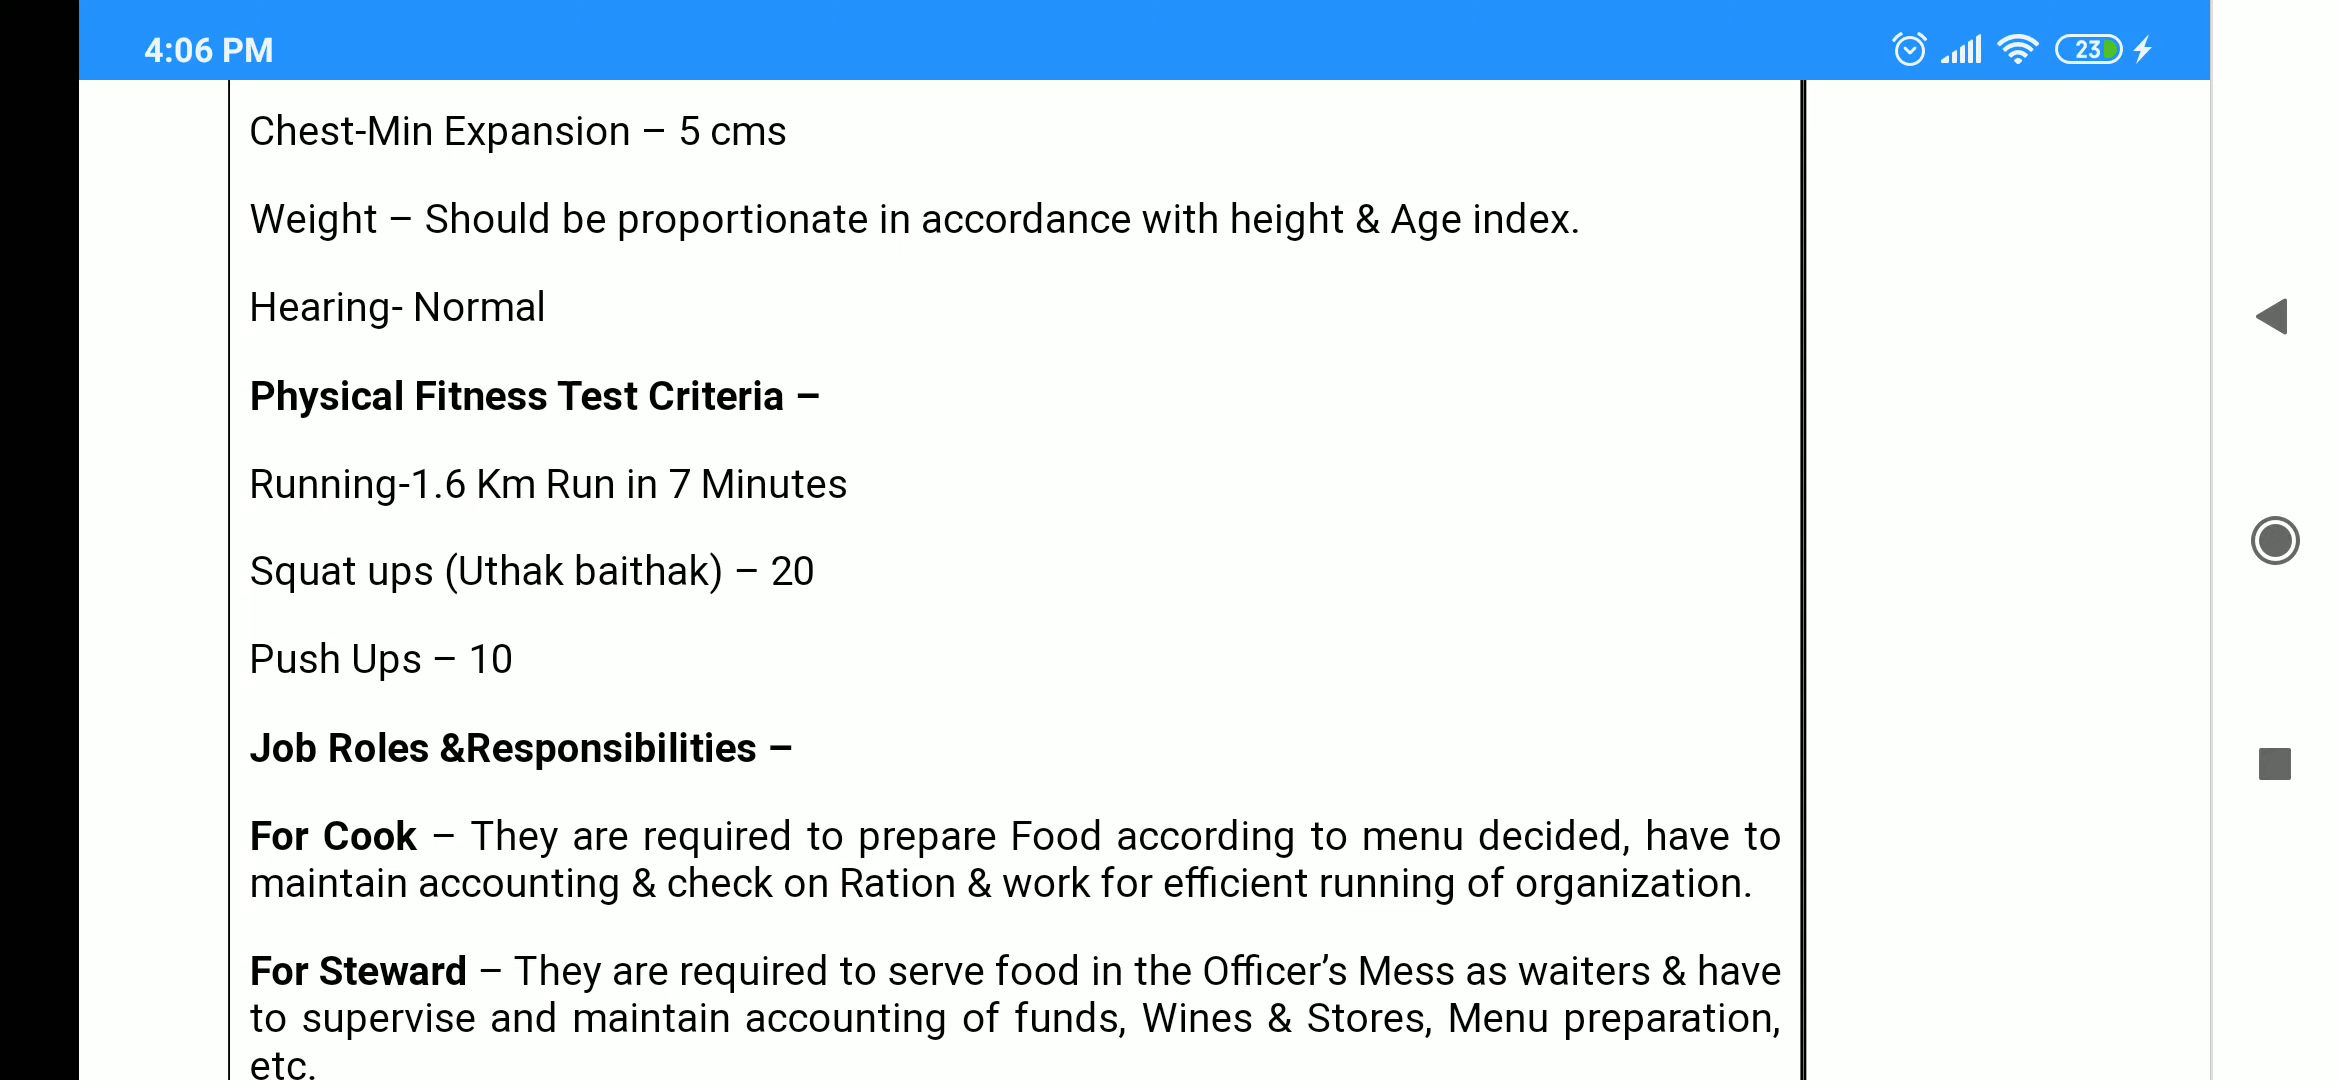 4:06 PM
23
Chest-Min Expansion – 5 cms
Weight – Should be proportionate in accordance with height & Age index.
Hearing- Normal
Physical Fitness Test Criteria –
Running-1.6 Km Run in 7 Minutes
Squat ups (Uthak baithak) – 20
Push Ups – 10
Job Roles &Responsibilities –
For Cook – They are required to prepare Food according to menu decided, have to
maintain accounting & check on Ration & work for efficient running of organization.
For Steward – They are required to serve food in the Officer’s Mess as waiters & have
to supervise and maintain accounting of funds, Wines & Stores, Menu preparation,
etc.